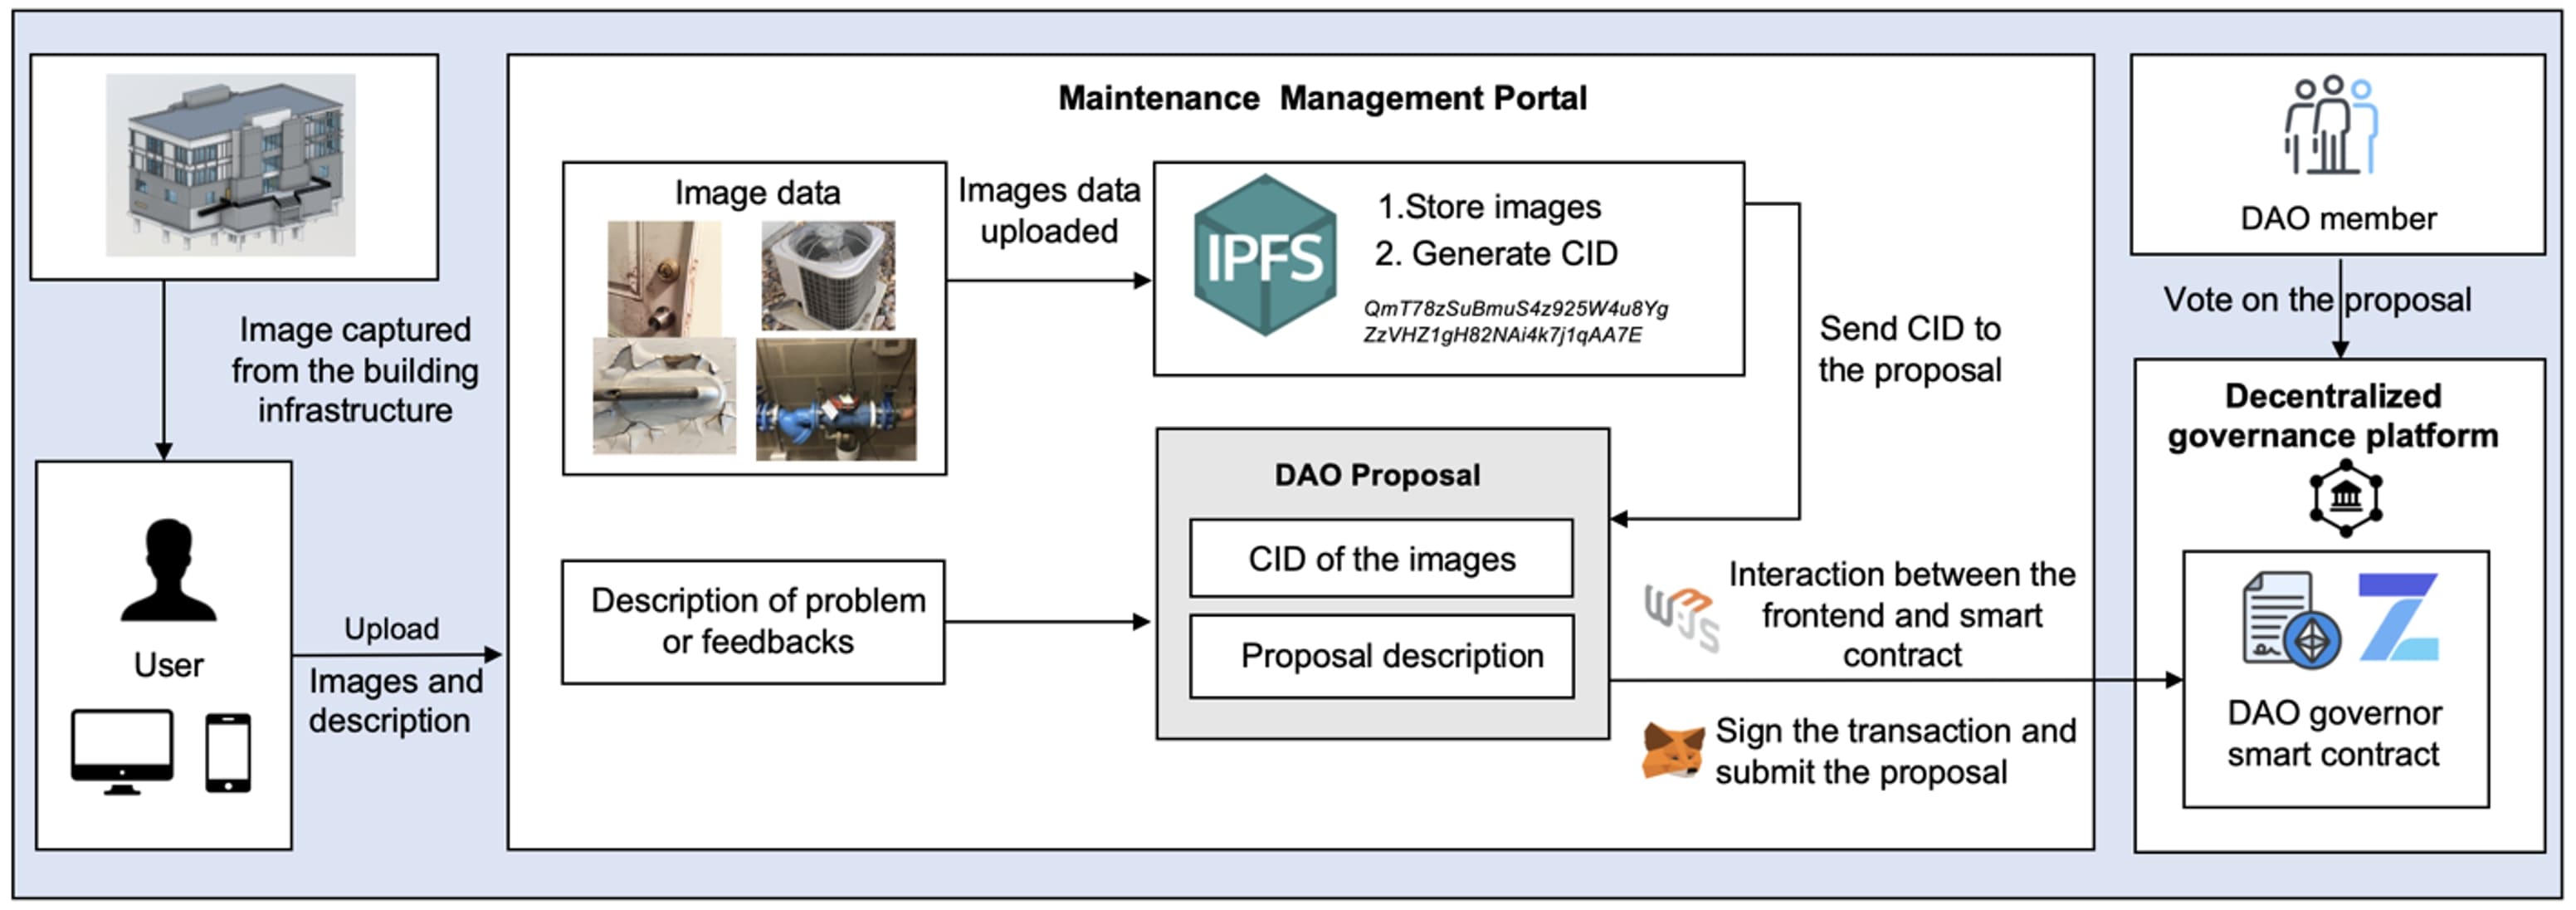 Image captured
from the building
infrastructure
User
Upload
Images and
description
Maintenance Management Portal
Image data
Images data
uploaded
IPFS
1.Store images
2. Generate CID
QmT78zSuBmuS4z925W4u8Yg
ZzVHZ1gH82NAi4k7j1qAA7E
Send CID to
the proposal
DAO Proposal
CID of the images
Proposal description
Description of problem
or feedbacks
Interaction between the
frontend and smart
contract
Sign the transaction and
submit the proposal
DAO member
Vote on the proposal
Decentralized
governance platform
DAO governor
smart contract